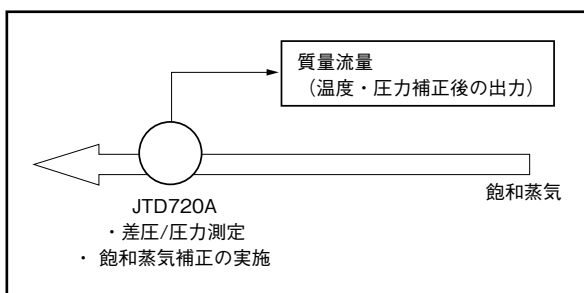 質量流量
（温度・圧力補正後の出力）
飽和蒸気
JTD720A
・差圧/圧力測定
・ 飽和蒸気補正の実施